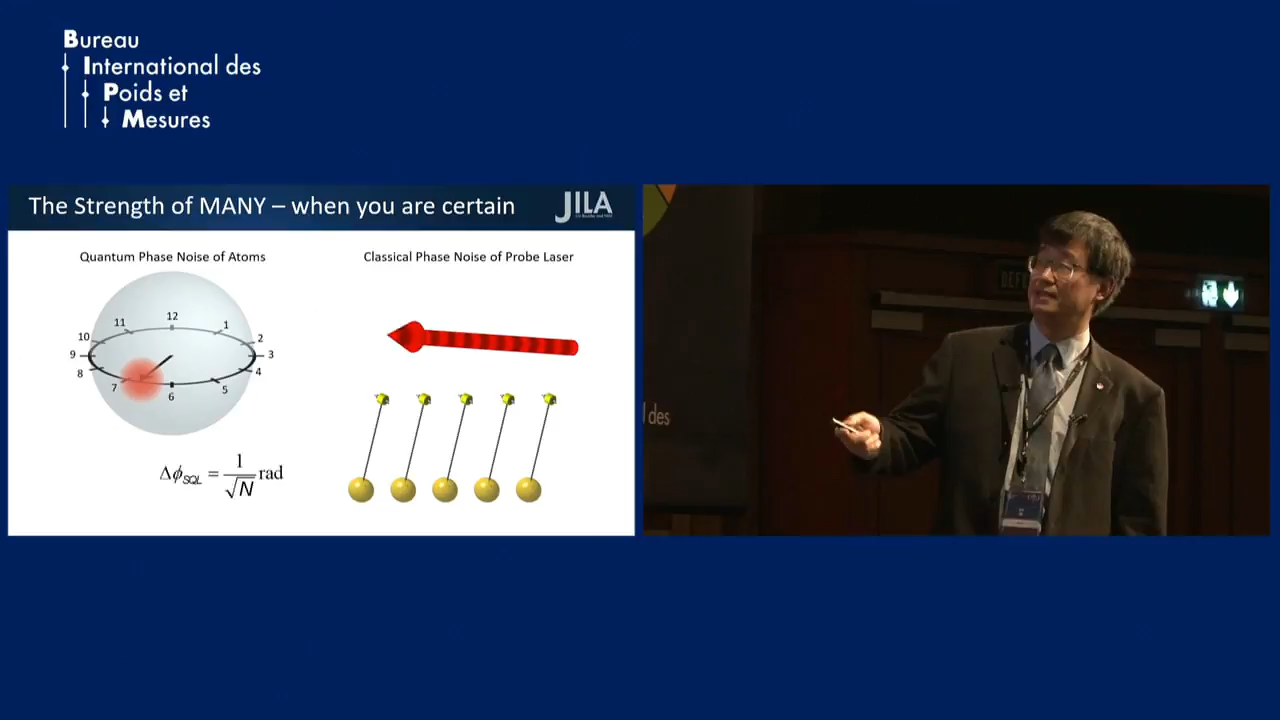 Bureau
International des
Poids et
Mesures
The Strength of MANY – when you are certain
JILA
Quantum Phase Noise of Atoms
Classical Phase Noise of Probe Laser
12
11
1
10
2
9
3
8
4
7
5
6
Δϕ_SQL = 1/√N rad
DEF
l des